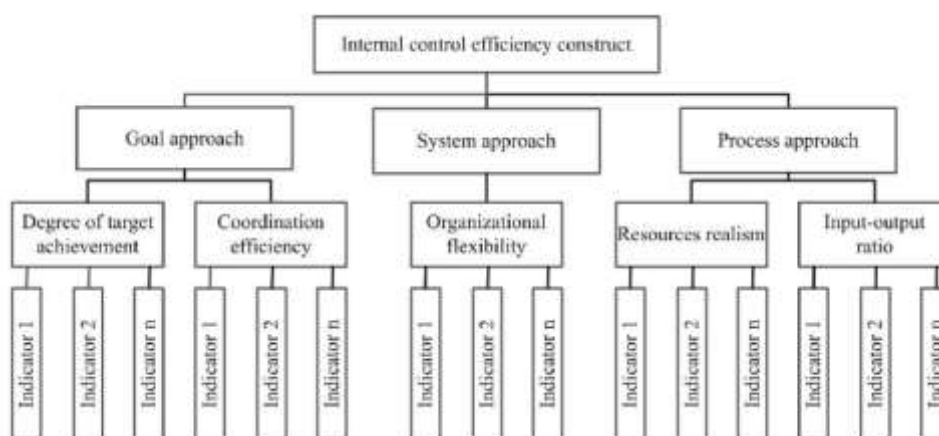 Internal control efficiency construct
Goal approach
System approach
Process approach
Degree of target
achievement
Coordination
efficiency
Organizational
flexibility
Resources realism
Input-output
ratio
Indicator 1
Indicator 2
Indicator n
Indicator 1
Indicator 2
Indicator n
Indicator 1
Indicator 2
Indicator n
Indicator 1
Indicator 2
Indicator n
Indicator 1
Indicator 2
Indicator n